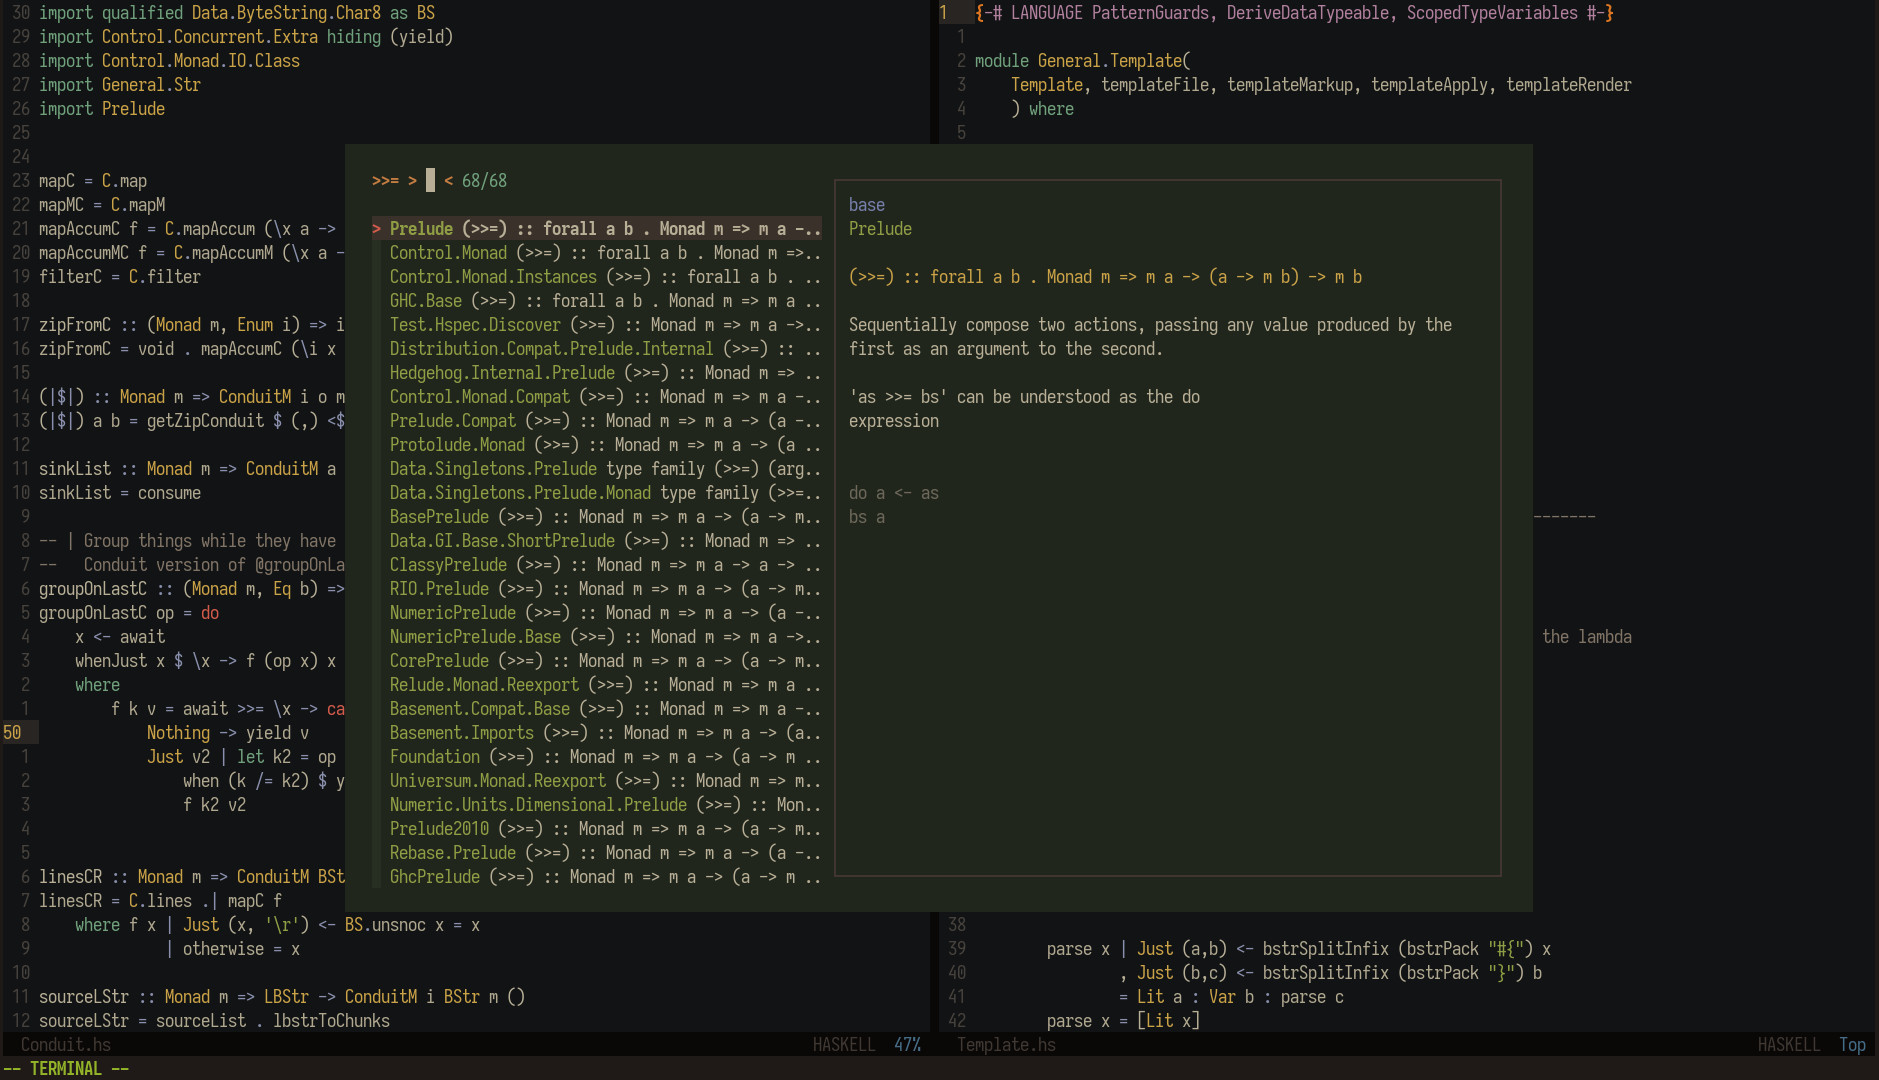 30 import qualified Data.ByteString.Char8 as BS
29 import Control.Concurrent.Extra hiding (yield)
28 import Control.Monad.IO.Class
27 import General.Str
26 import Prelude
25
24
23 mapC = C.map
22 mapMC = C.mapM
21 mapAccumC f = C.mapAccum (\x a ->
20 mapAccumMC f = C.mapAccumM (\x a -
19 filterC = C.filter
18
17 zipFromC :: (Monad m, Enum i) => i
16 zipFromC = void . mapAccumC (\i x
15
14 (|$|) :: Monad m => ConduitM i o m
13 (|$|) a b = getZipConduit $ (,) <$
12
11 sinkList :: Monad m => ConduitM a
10 sinkList = consume
9
8 -- | Group things while they have
7 --   Conduit version of @groupOnLa
6 groupOnLastC :: (Monad m, Eq b) =>
5 groupOnLastC op = do
4     x <- await
3     whenJust x $ \x -> f (op x) x
2     where
1         f k v = await >>= \x -> ca
50             Nothing -> yield v
1             Just v2 | let k2 = op
2                 when (k /= k2) $ y
3                 f k2 v2
4
5
6 linesCR :: Monad m => ConduitM BSt
7 linesCR = C.lines .| mapC f
8     where f x | Just (x, '\r') <- BS.unsnoc x = x
9               | otherwise = x
10
11 sourceLStr :: Monad m => LBStr -> ConduitM i BStr m ()
12 sourceLStr = sourceList . lbstrToChunks
Conduit.hs HASKELL 47%
1 {-# LANGUAGE PatternGuards, DeriveDataTypeable, ScopedTypeVariables #-}
1
2 module General.Template(
3     Template, templateFile, templateMarkup, templateApply, templateRender
4     ) where
5
-------
the lambda
38
39         parse x | Just (a,b) <- bstrSplitInfix (bstrPack "#{") x
40                 , Just (b,c) <- bstrSplitInfix (bstrPack "}") b
41                 = Lit a : Var b : parse c
42         parse x = [Lit x]
Template.hs HASKELL Top
>>= > < 68/68
> Prelude (>>=) :: forall a b . Monad m => m a -..
Control.Monad (>>=) :: forall a b . Monad m =>..
Control.Monad.Instances (>>=) :: forall a b . ..
GHC.Base (>>=) :: forall a b . Monad m => m a ..
Test.Hspec.Discover (>>=) :: Monad m => m a ->..
Distribution.Compat.Prelude.Internal (>>=) :: ..
Hedgehog.Internal.Prelude (>>=) :: Monad m => ..
Control.Monad.Compat (>>=) :: Monad m => m a -..
Prelude.Compat (>>=) :: Monad m => m a -> (a -..
Protolude.Monad (>>=) :: Monad m => m a -> (a ..
Data.Singletons.Prelude type family (>>=) (arg..
Data.Singletons.Prelude.Monad type family (>>=..
BasePrelude (>>=) :: Monad m => m a -> (a -> m..
Data.GI.Base.ShortPrelude (>>=) :: Monad m => ..
ClassyPrelude (>>=) :: Monad m => m a -> a -> ..
RIO.Prelude (>>=) :: Monad m => m a -> (a -> m..
NumericPrelude (>>=) :: Monad m => m a -> (a -..
NumericPrelude.Base (>>=) :: Monad m => m a ->..
CorePrelude (>>=) :: Monad m => m a -> (a -> m..
Relude.Monad.Reexport (>>=) :: Monad m => m a ..
Basement.Compat.Base (>>=) :: Monad m => m a -..
Basement.Imports (>>=) :: Monad m => m a -> (a..
Foundation (>>=) :: Monad m => m a -> (a -> m ..
Universum.Monad.Reexport (>>=) :: Monad m => m..
Numeric.Units.Dimensional.Prelude (>>=) :: Mon..
Prelude2010 (>>=) :: Monad m => m a -> (a -> m..
Rebase.Prelude (>>=) :: Monad m => m a -> (a -..
GhcPrelude (>>=) :: Monad m => m a -> (a -> m ..
base
Prelude
(>>=) :: forall a b . Monad m => m a -> (a -> m b) -> m b
Sequentially compose two actions, passing any value produced by the
first as an argument to the second.
'as >>= bs' can be understood as the do
expression
do a <- as
bs a
-- TERMINAL --